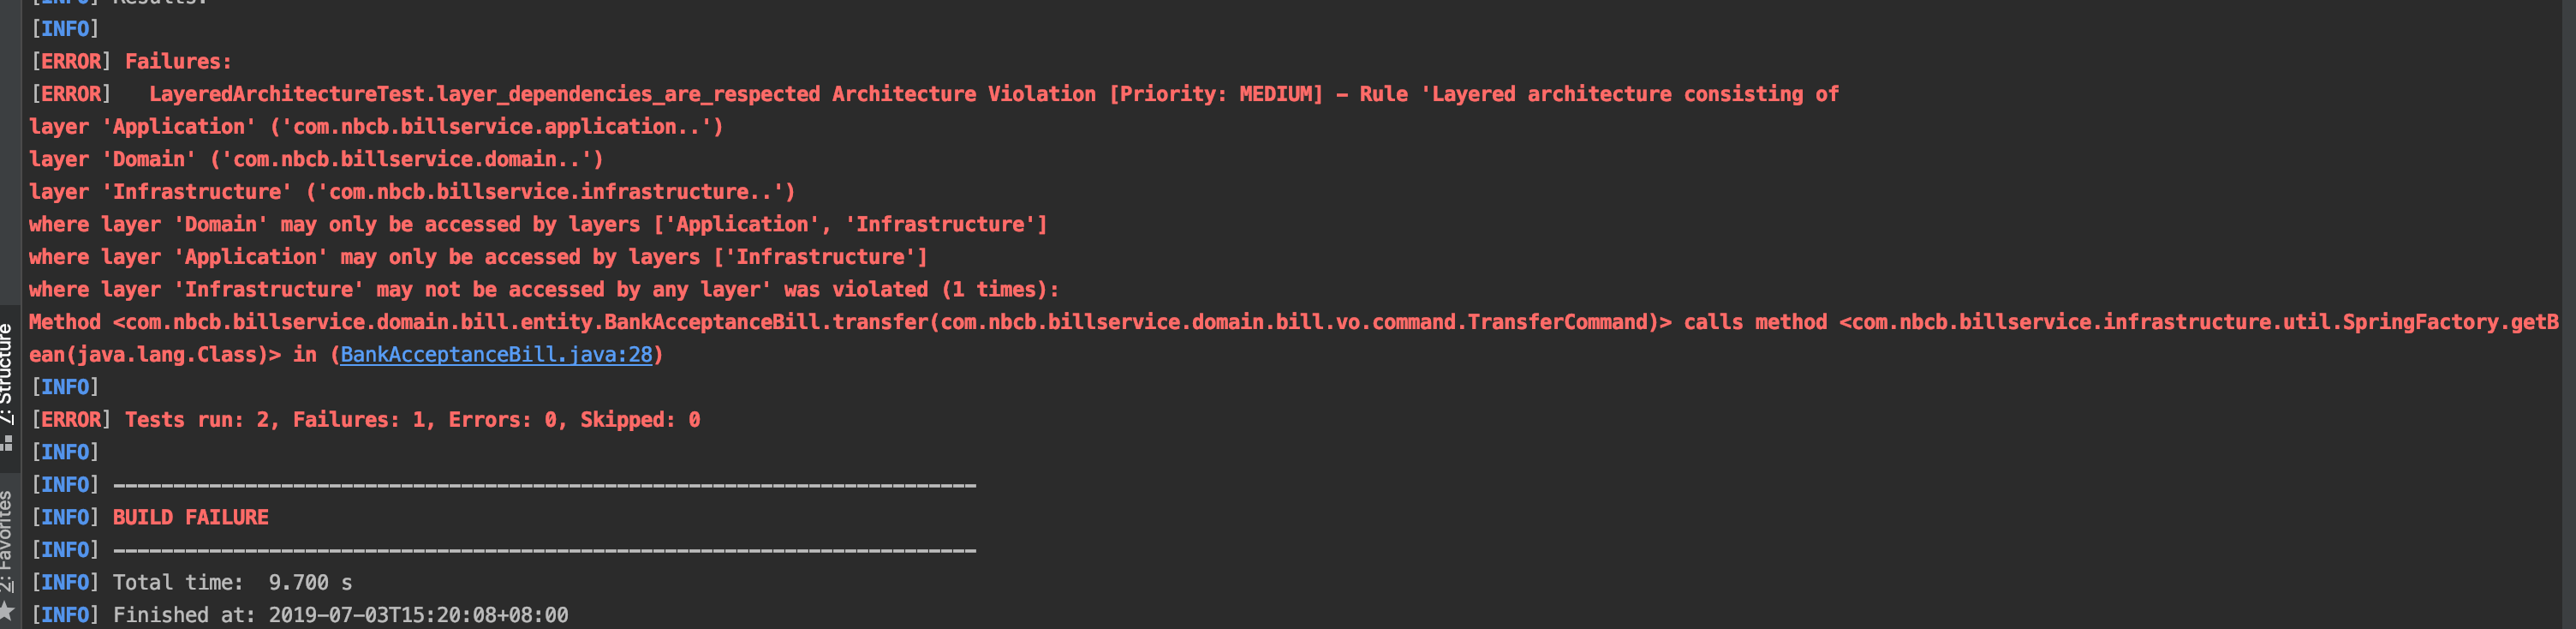 [INFO] Results:
[INFO]
[ERROR] Failures:
[ERROR]   LayeredArchitectureTest.layer_dependencies_are_respected Architecture Violation [Priority: MEDIUM] - Rule 'Layered architecture consisting of
layer 'Application' ('com.nbcb.billservice.application..')
layer 'Domain' ('com.nbcb.billservice.domain..')
layer 'Infrastructure' ('com.nbcb.billservice.infrastructure..')
where layer 'Domain' may only be accessed by layers ['Application', 'Infrastructure']
where layer 'Application' may only be accessed by layers ['Infrastructure']
where layer 'Infrastructure' may not be accessed by any layer' was violated (1 times):
Method <com.nbcb.billservice.domain.bill.entity.BankAcceptanceBill.transfer(com.nbcb.billservice.domain.bill.vo.command.TransferCommand)> calls method <com.nbcb.billservice.infrastructure.util.SpringFactory.getB
ean(java.lang.Class)> in (BankAcceptanceBill.java:28)
[INFO]
[ERROR] Tests run: 2, Failures: 1, Errors: 0, Skipped: 0
[INFO]
[INFO] ------------------------------------------------------------------------
[INFO] BUILD FAILURE
[INFO] ------------------------------------------------------------------------
[INFO] Total time:  9.700 s
[INFO] Finished at: 2019-07-03T15:20:08+08:00
7: Structure
2: Favorites